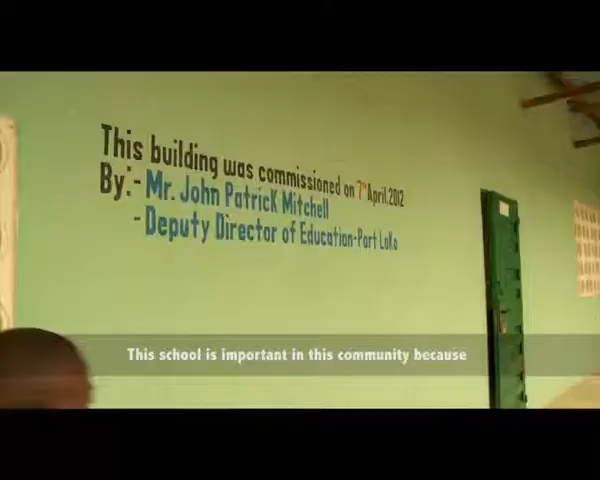 This building was commissioned on 7th April.2012
By:- Mr. John Patrick Mitchell
- Deputy Director of Education-Port Loko
This school is important in this community because